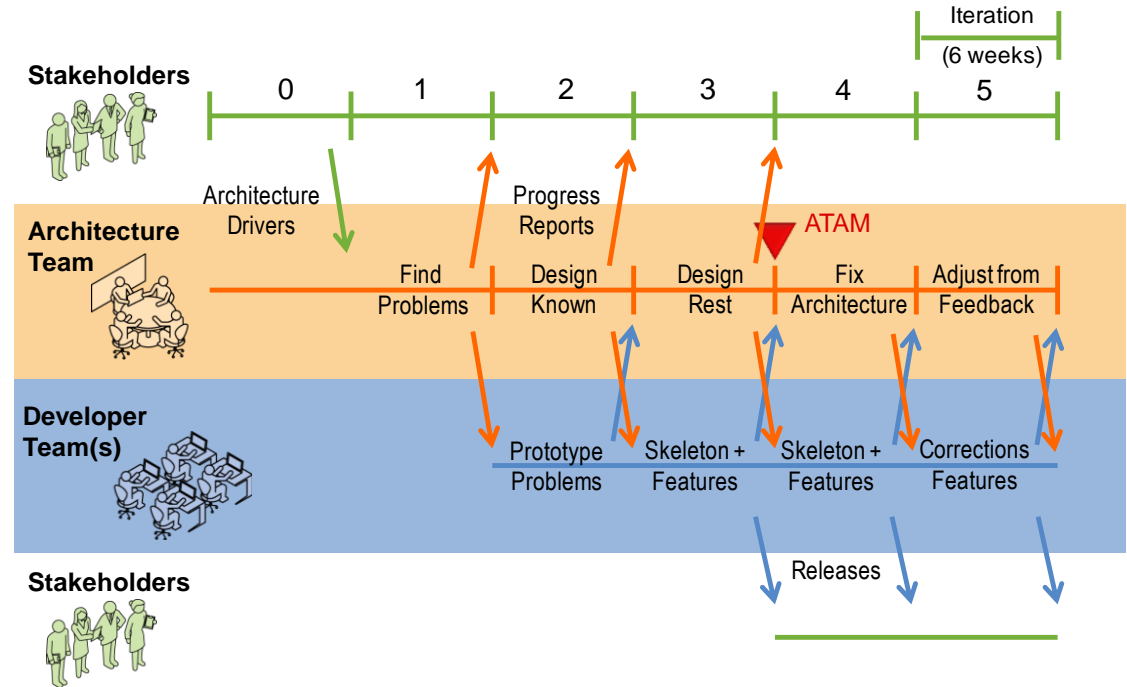 Iteration
(6 weeks)
Stakeholders
0 1 2 3 4 5
Architecture
Drivers
Progress
Reports
Architecture
Team
ATAM
Find
Problems
Design
Known
Design
Rest
Fix
Architecture
Adjust from
Feedback
Developer
Team(s)
Prototype
Problems
Skeleton +
Features
Skeleton +
Features
Corrections
Features
Releases
Stakeholders